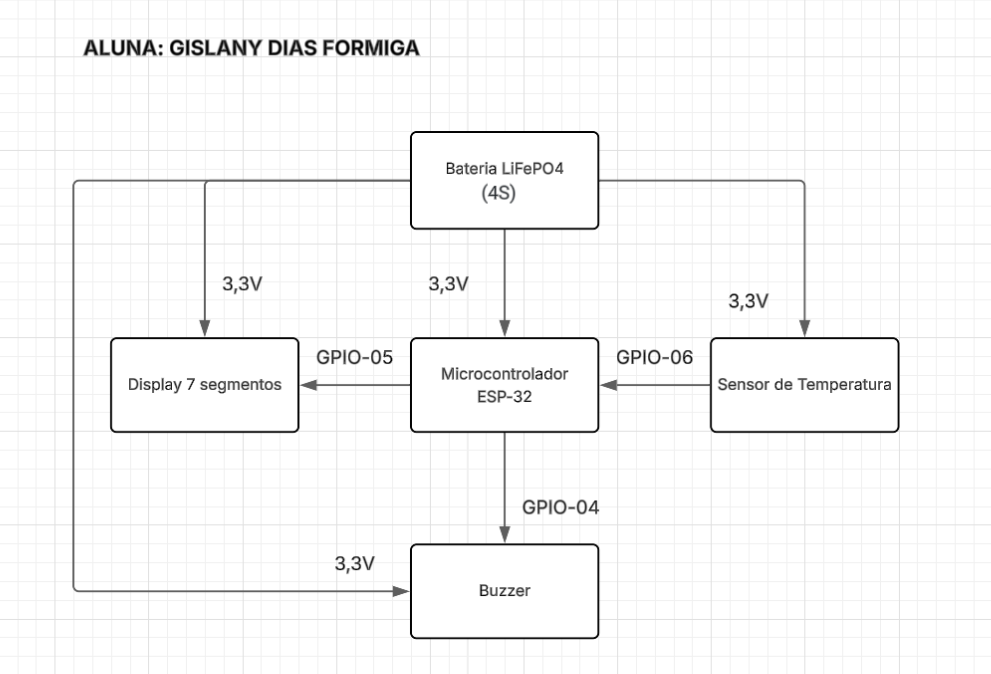 ALUNA: GISLANY DIAS FORMIGA
Bateria LiFePO4
(4S)
3,3V
3,3V
3,3V
Display 7 segmentos
GPIO-05
Microcontrolador
ESP-32
GPIO-06
Sensor de Temperatura
GPIO-04
3,3V
Buzzer